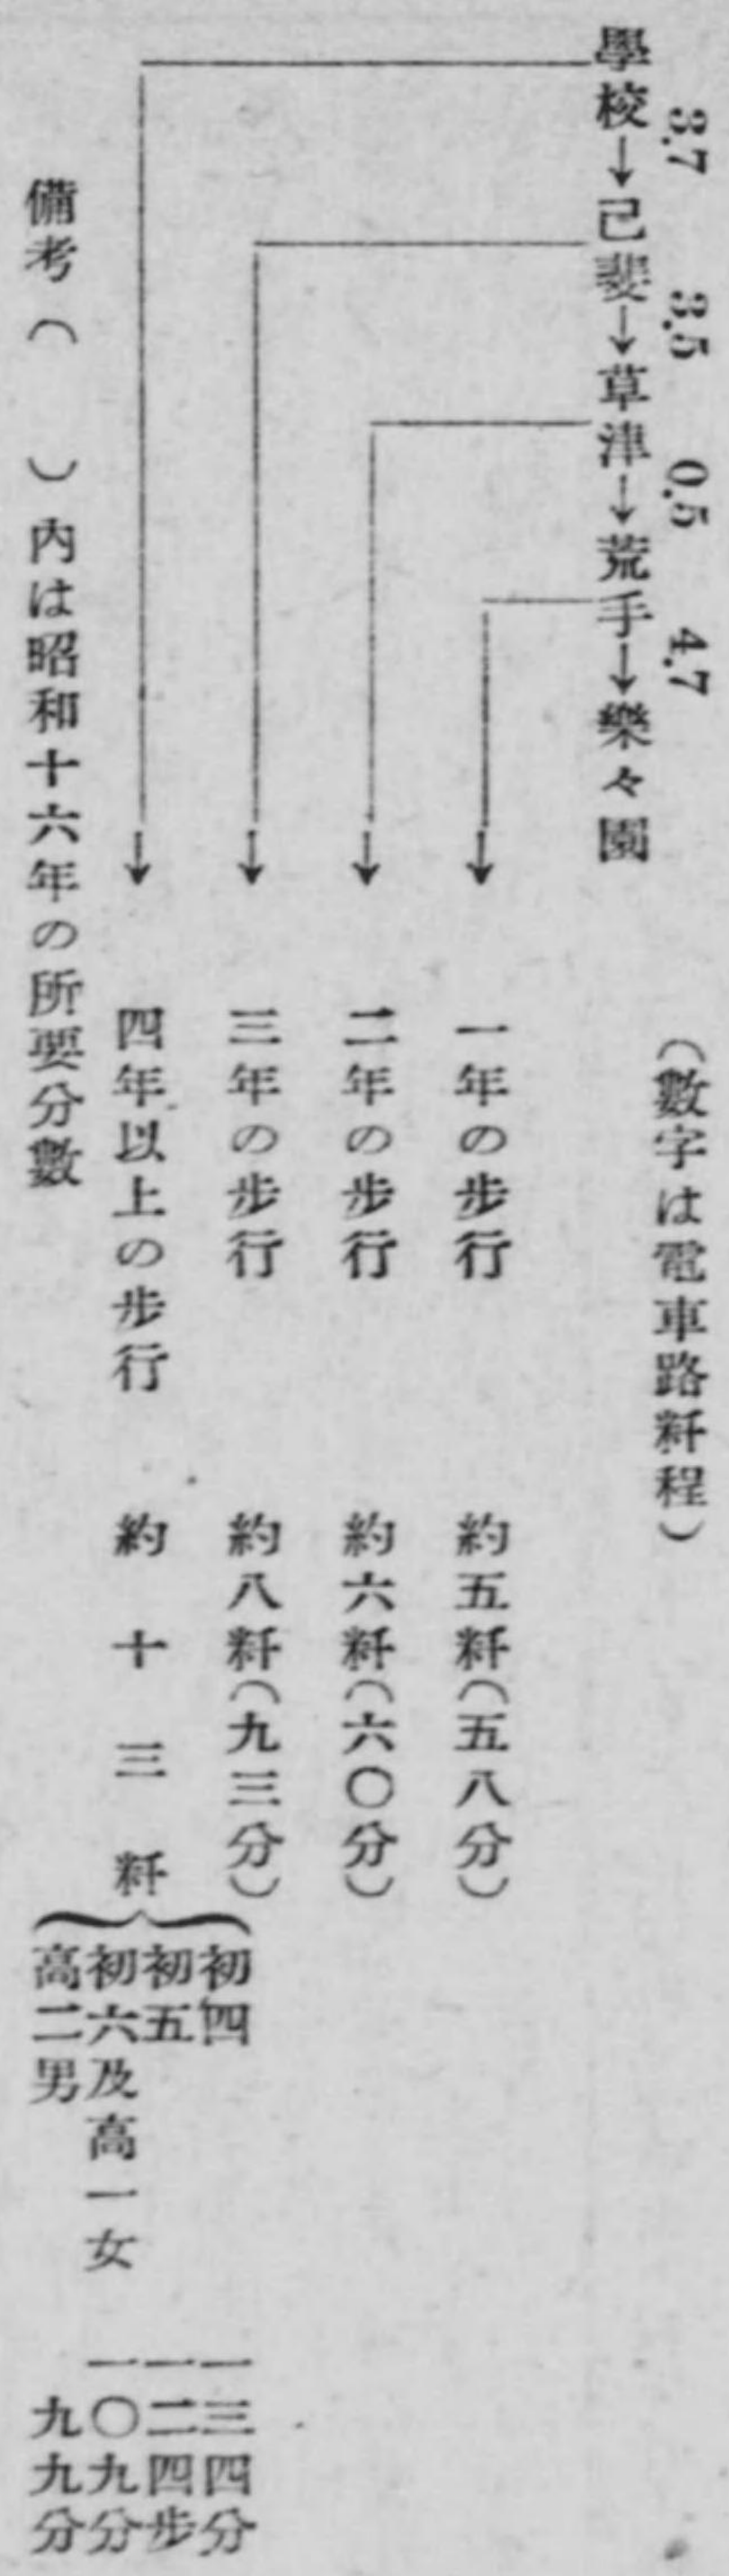 3.7 3.5 0.5 4.7
學校→己斐→草津→荒手→樂々園
(數字は電車路粁程)
一年の步行 約五粁(五八分)
二年の步行 約六粁(六〇分)
三年の步行 約八粁(九三分)
四年以上の步行 約十三粁
初四 一三四分
初五 一二四步
初六及高一女 一〇九分
高二男 九九分
備考( )內は昭和十六年の所要分數